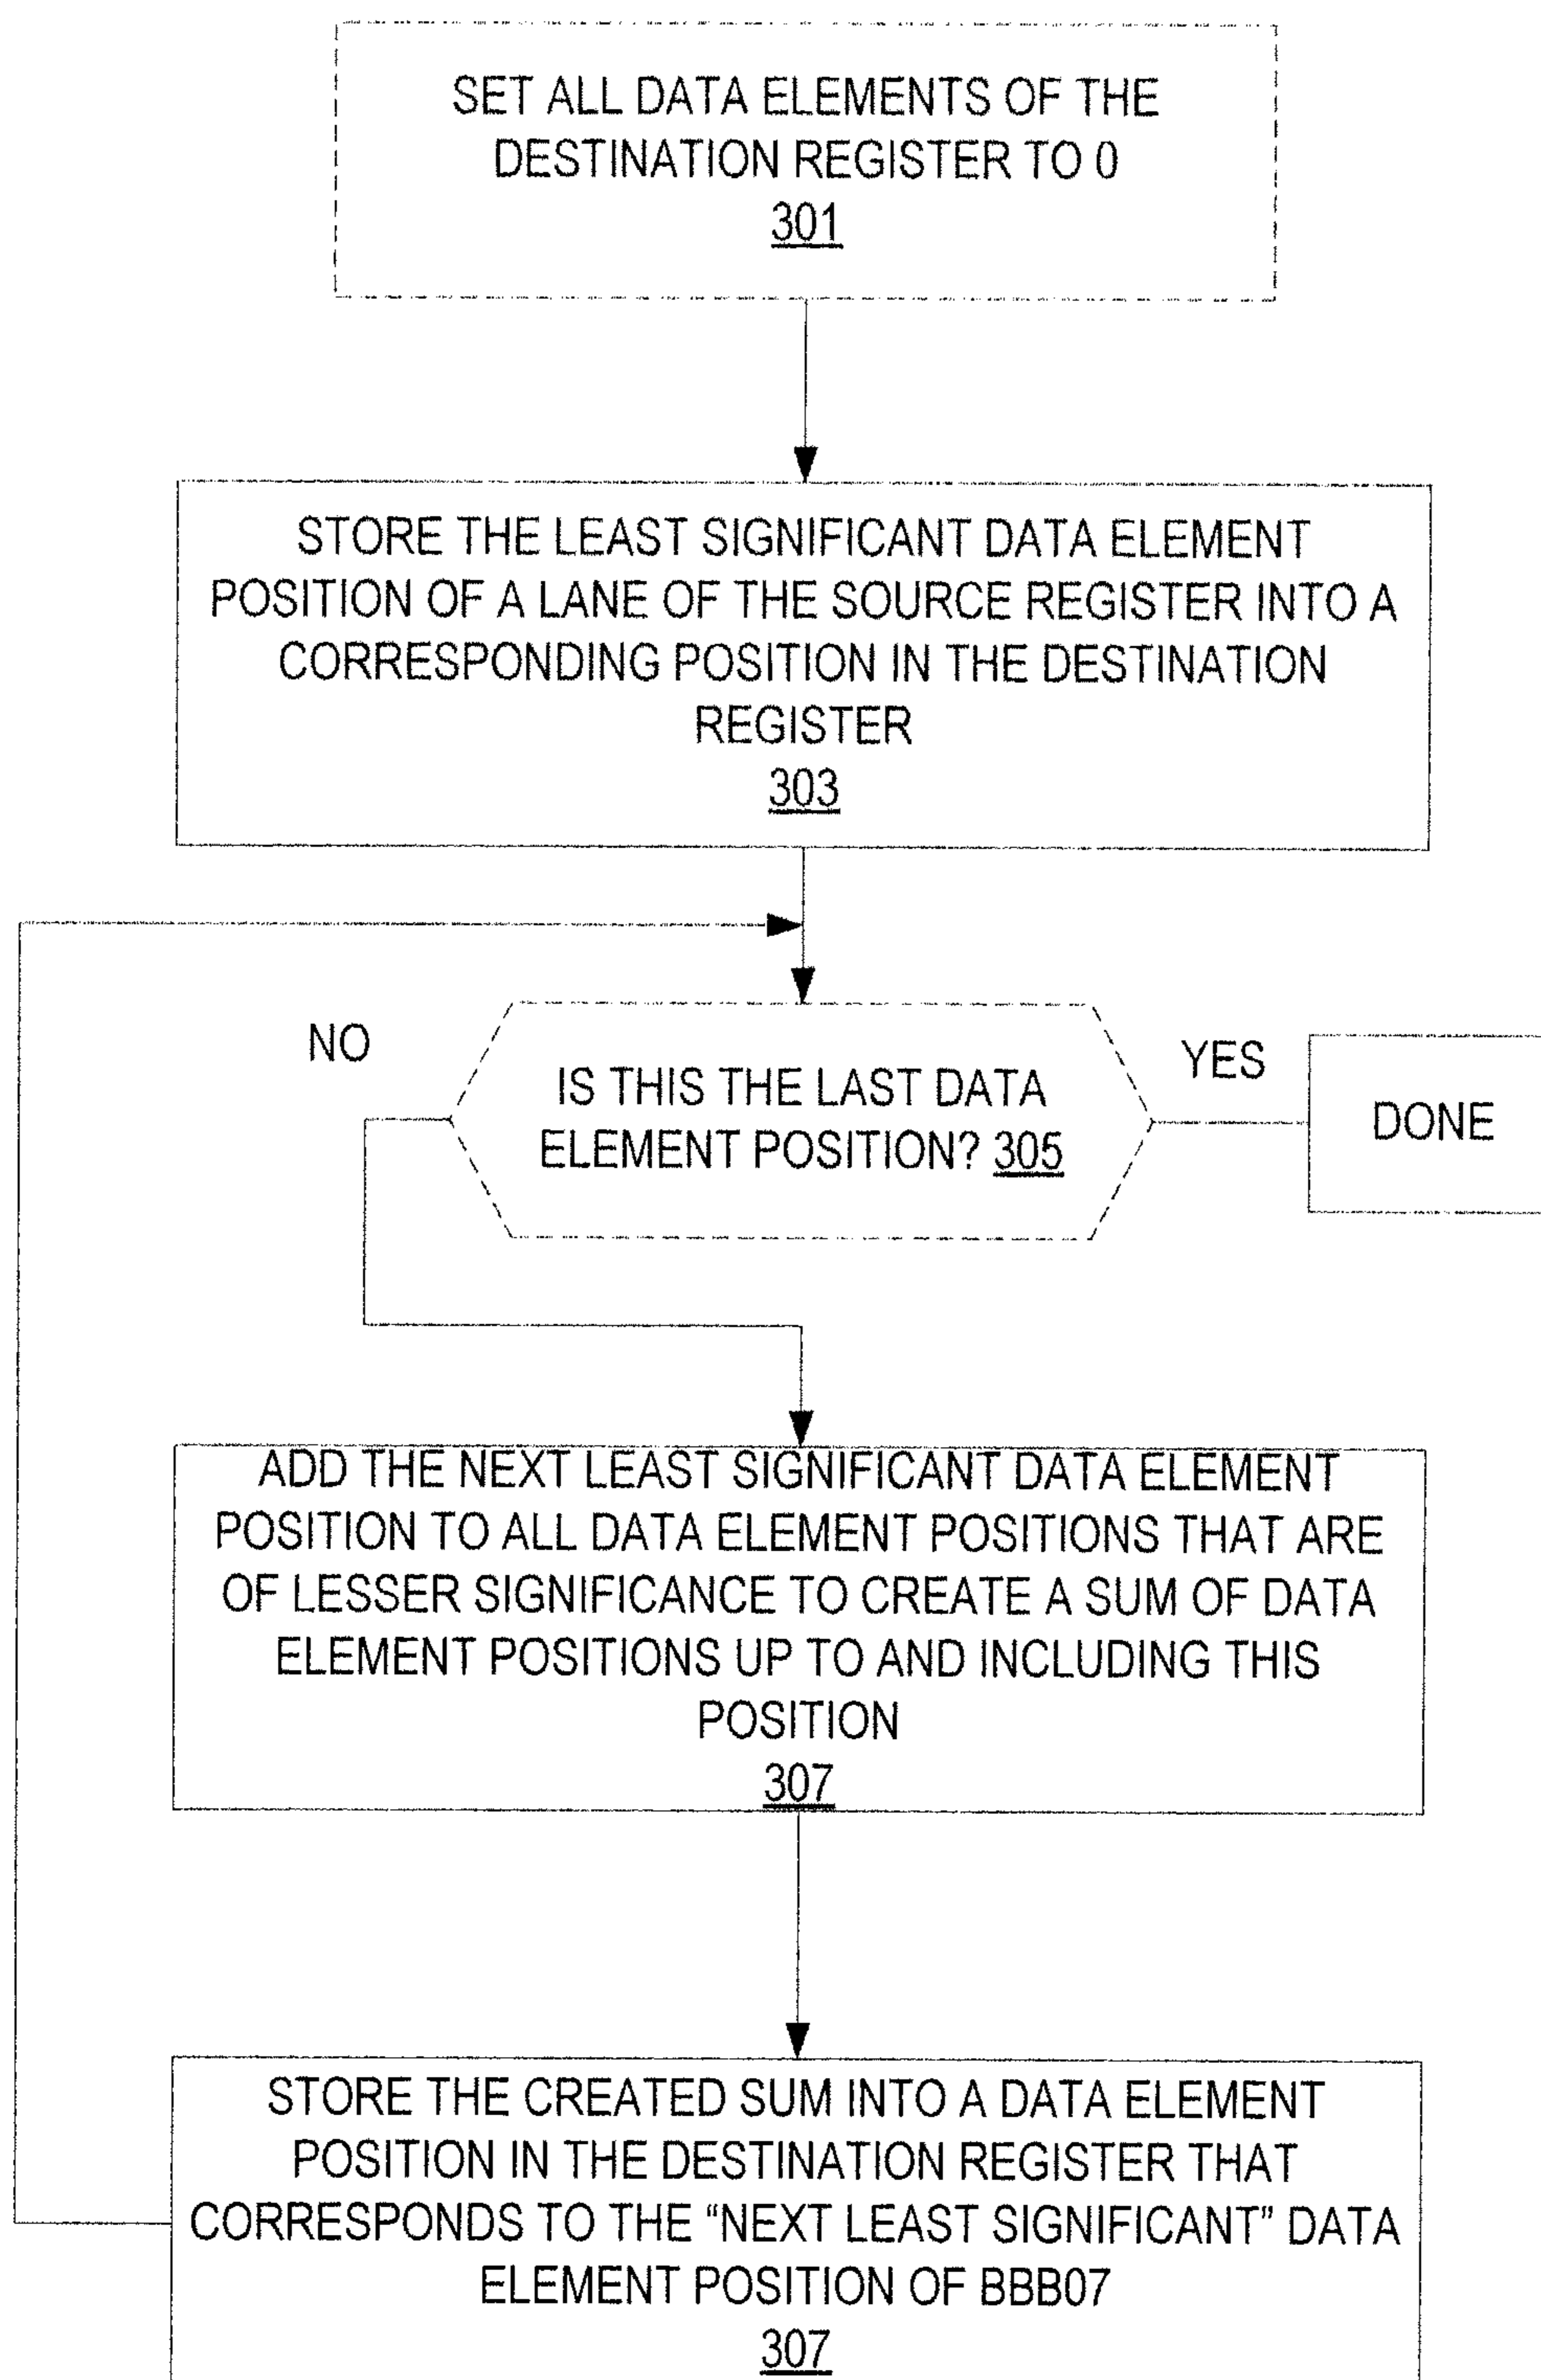 SET ALL DATA ELEMENTS OF THE
DESTINATION REGISTER TO 0
301
STORE THE LEAST SIGNIFICANT DATA ELEMENT
POSITION OF A LANE OF THE SOURCE REGISTER INTO A
CORRESPONDING POSITION IN THE DESTINATION
REGISTER
303
NO
IS THIS THE LAST DATA
ELEMENT POSITION? 305
YES
DONE
ADD THE NEXT LEAST SIGNIFICANT DATA ELEMENT
POSITION TO ALL DATA ELEMENT POSITIONS THAT ARE
OF LESSER SIGNIFICANCE TO CREATE A SUM OF DATA
ELEMENT POSITIONS UP TO AND INCLUDING THIS
POSITION
307
STORE THE CREATED SUM INTO A DATA ELEMENT
POSITION IN THE DESTINATION REGISTER THAT
CORRESPONDS TO THE “NEXT LEAST SIGNIFICANT” DATA
ELEMENT POSITION OF BBB07
307